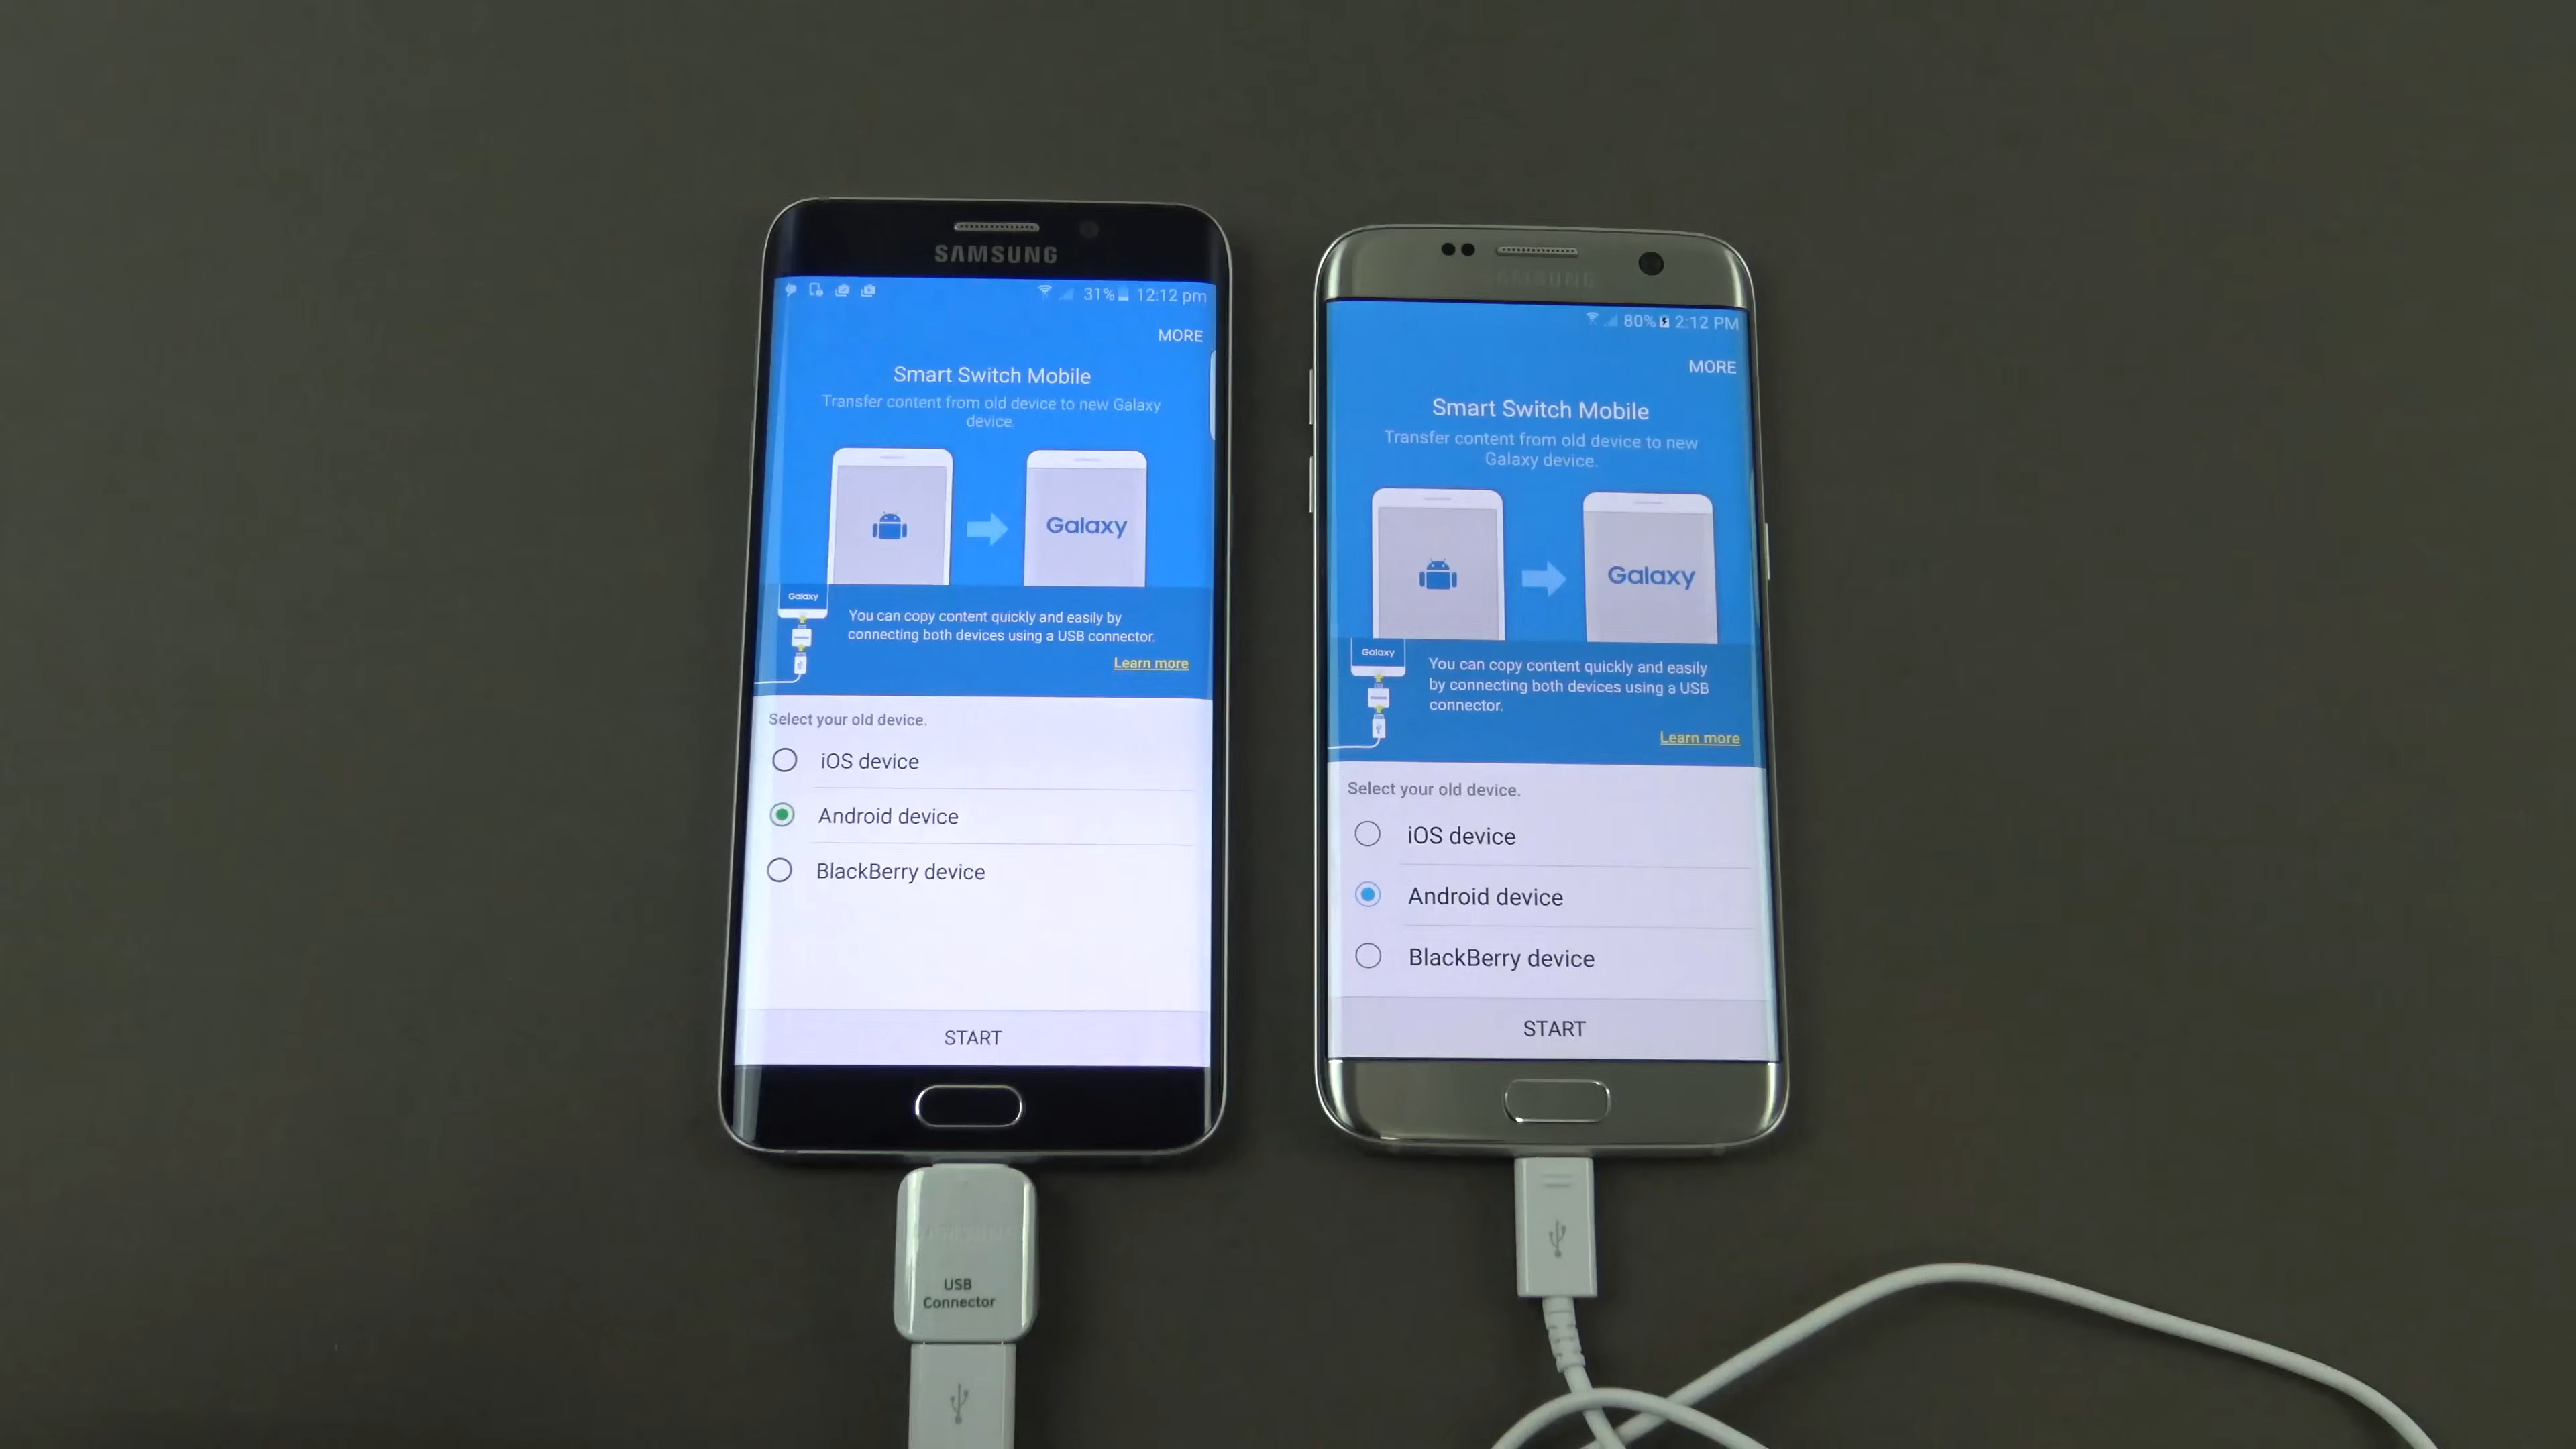 SAMSUNG
31% 12:12 pm
MORE
Smart Switch Mobile
Transfer content from old device to new Galaxy
device.
Galaxy
Galaxy
You can copy content quickly and easily by
connecting both devices using a USB connector.
Learn more
Select your old device.
iOS device
Android device
BlackBerry device
START
USB
Connector
SAMSUNG
80% 2:12 PM
MORE
Smart Switch Mobile
Transfer content from old device to new
Galaxy device.
Galaxy
Galaxy
You can copy content quickly and easily
by connecting both devices using a USB
connector.
Learn more
Select your old device.
iOS device
Android device
BlackBerry device
START